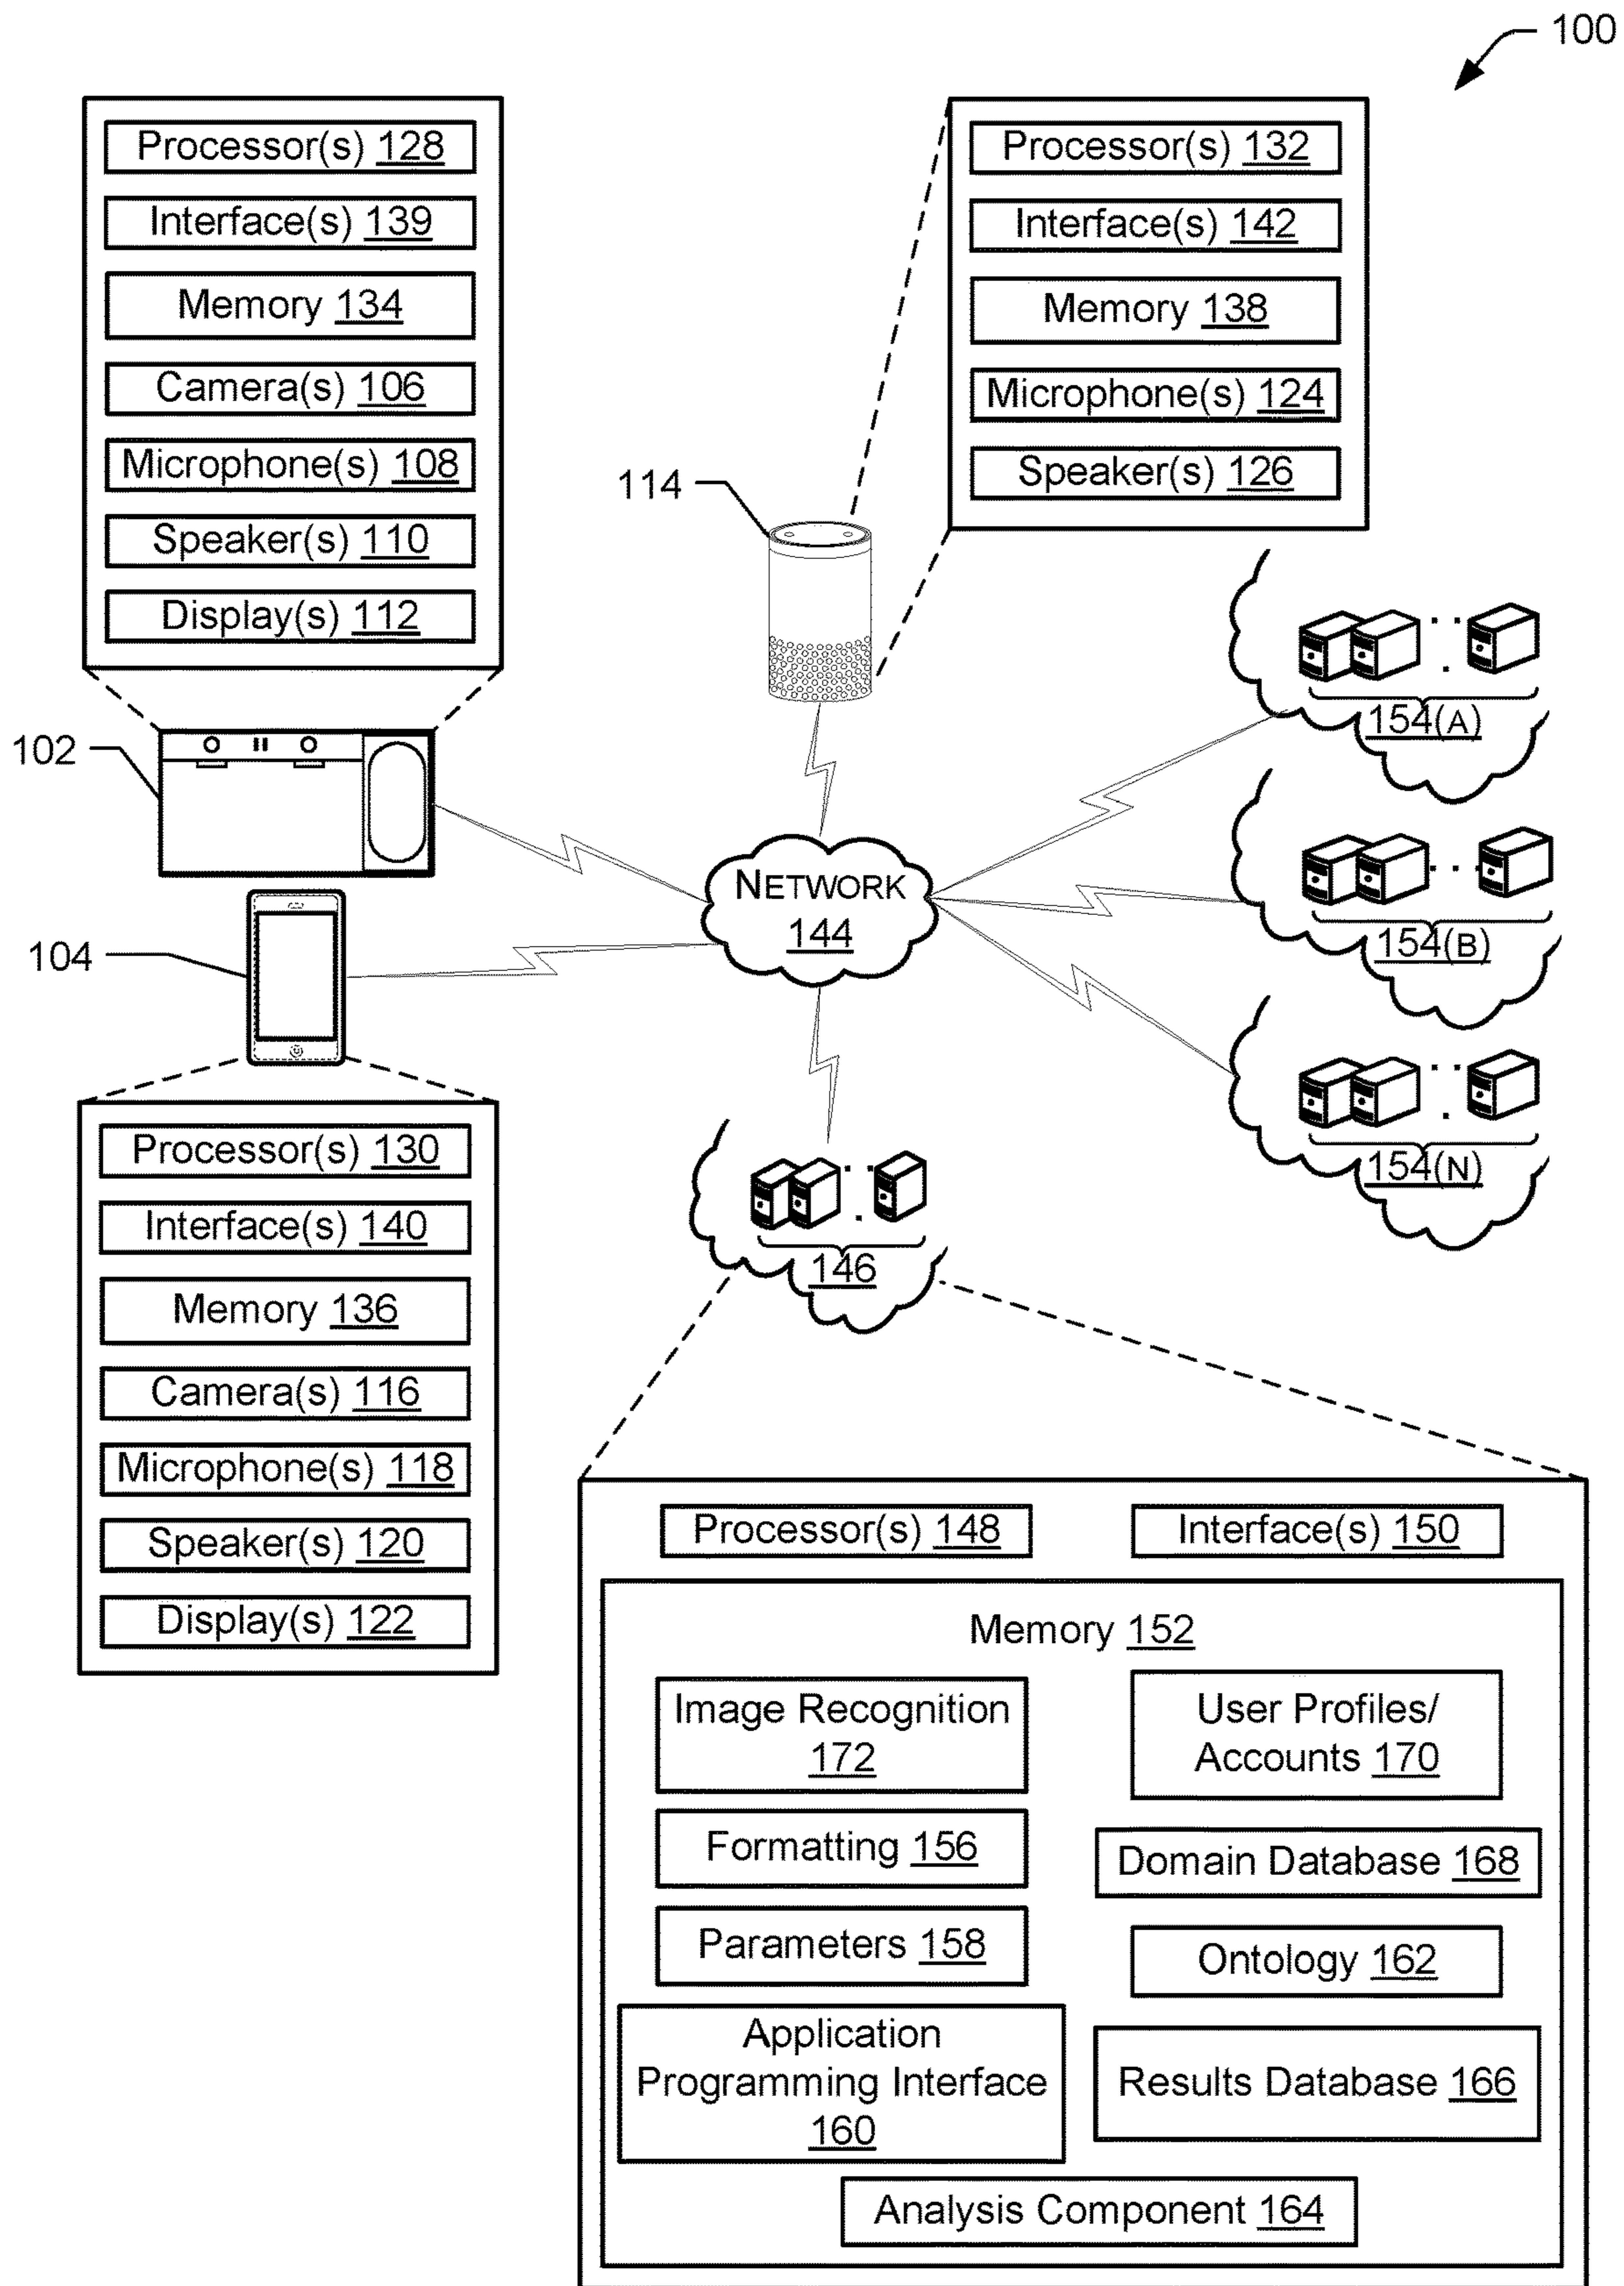 100
Processor(s) 128
Interface(s) 139
Memory 134
Camera(s) 106
Microphone(s) 108
Speaker(s) 110
Display(s) 112
Processor(s) 132
Interface(s) 142
Memory 138
Microphone(s) 124
Speaker(s) 126
114
102
104
NETWORK
144
154(A)
154(B)
154(N)
146
Processor(s) 130
Interface(s) 140
Memory 136
Camera(s) 116
Microphone(s) 118
Speaker(s) 120
Display(s) 122
Processor(s) 148
Interface(s) 150
Memory 152
Image Recognition
172
User Profiles/
Accounts 170
Formatting 156
Domain Database 168
Parameters 158
Ontology 162
Application
Programming Interface
160
Results Database 166
Analysis Component 164